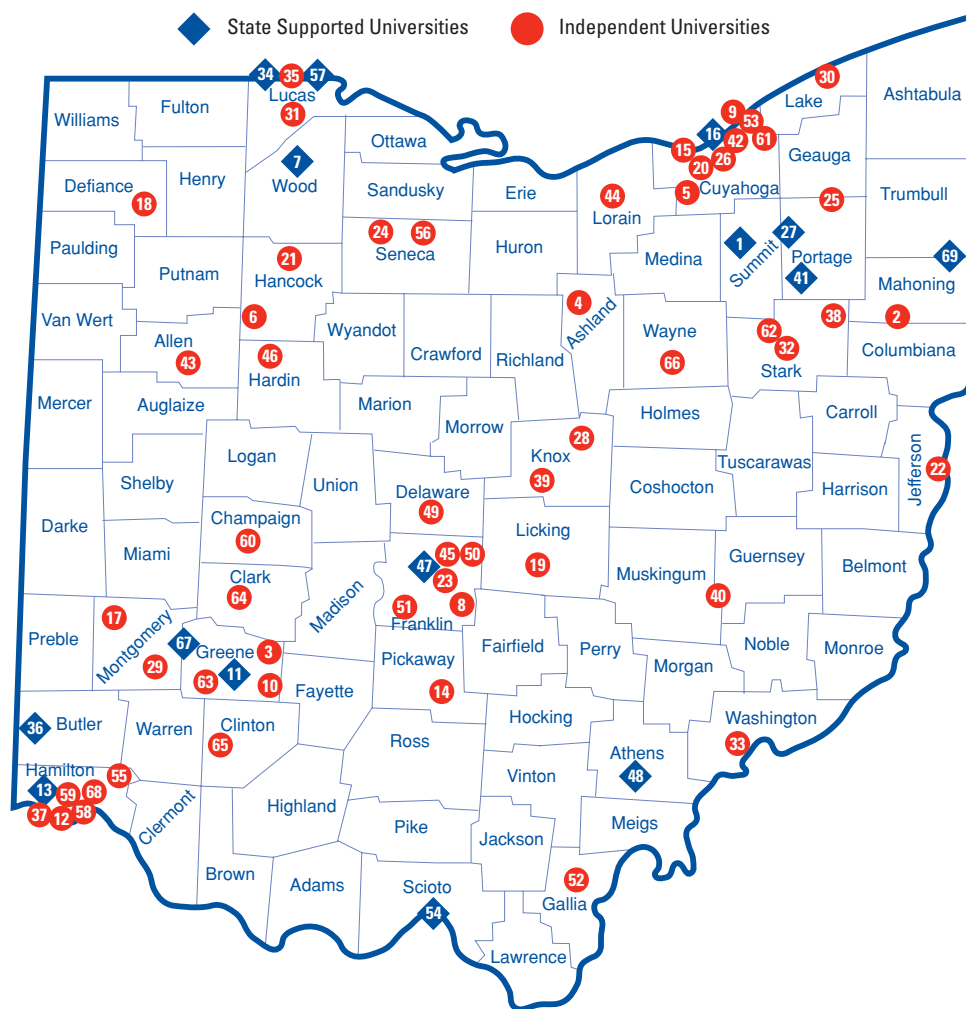 State Supported Universities
Independent Universities
34 35 57
Lucas
31
30
Lake
Ashtabula
Williams
Fulton
9
53
16 42 61
Ottawa
15 20 26
Geauga
7
Wood
Henry
Defiance
18
Sandusky
Erie
44
Lorain
5
Cuyahoga
25
Trumbull
24 56
Seneca
Huron
Medina
1
Summit
27
Portage
41
69
Mahoning
Paulding
Putnam
21
Hancock
Van Wert
6
Wyandot
Crawford
Richland
4
Ashland
Wayne
66
62
32
Stark
38
2
Columbiana
Allen
43
46
Hardin
Mercer
Auglaize
Marion
Morrow
Holmes
Carroll
28
Knox
39
Tuscarawas
Jefferson
22
Logan
Union
Shelby
Delaware
49
Coshocton
Harrison
Darke
Champaign
60
Licking
19
Miami
47 45 50
23
51 8
Franklin
Guernsey
Belmont
Muskingum
40
Clark
64
Madison
17
Montgomery
29
Preble
67
Greene
3
63 11 10
Fayette
Pickaway
14
Fairfield
Perry
Morgan
Noble
Monroe
36
Butler
Warren
Clinton
65
Ross
Hocking
Washington
33
Athens
48
Hamilton
13 59 68 55
37 12 58
Clermont
Highland
Vinton
Meigs
Pike
Jackson
Brown
Adams
Scioto
54
52
Gallia
Lawrence